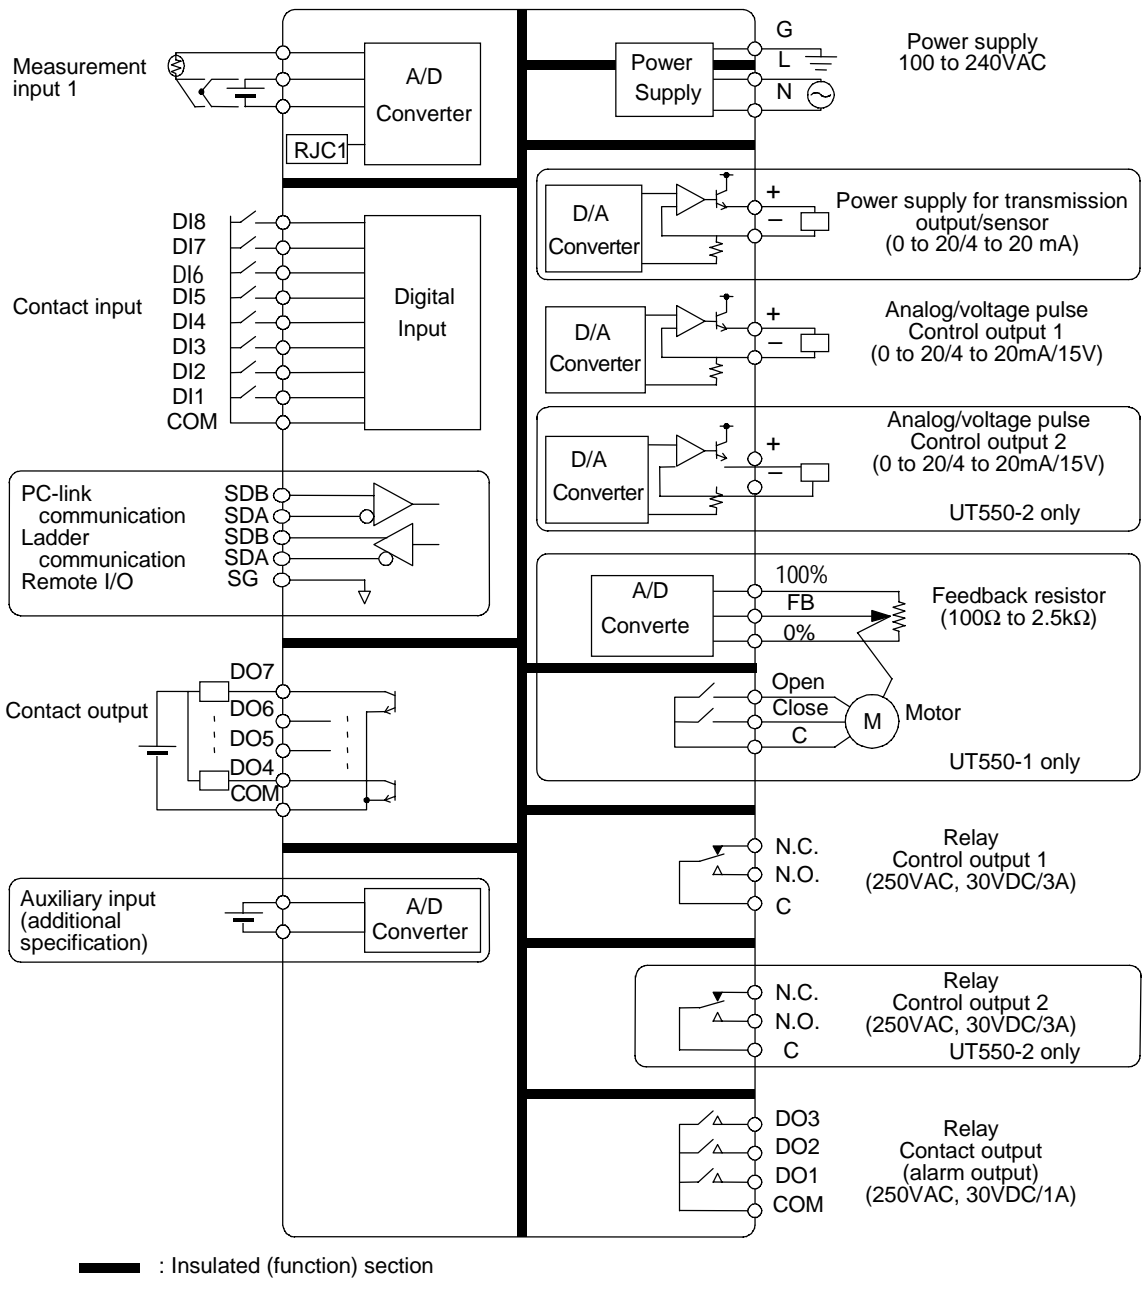 Measurement
input 1
A/D
Converter
RJC1
DI8
DI7
DI6
DI5
DI4
DI3
DI2
DI1
COM
Contact input
Digital
Input
PC-link
communication
Ladder
communication
Remote I/O
SDB
SDA
SDB
SDA
SG
Contact output
DO7
DO6
DO5
DO4
COM
Auxiliary input
(additional
specification)
A/D
Converter
Power
Supply
G
L
N
Power supply
100 to 240VAC
D/A
Converter
+
−
Power supply for transmission
output/sensor
(0 to 20/4 to 20 mA)
D/A
Converter
+
−
Analog/voltage pulse
Control output 1
(0 to 20/4 to 20mA/15V)
D/A
Converter
+
−
Analog/voltage pulse
Control output 2
(0 to 20/4 to 20mA/15V)
UT550-2 only
A/D
Converte
100%
FB
0%
Feedback resistor
(100Ω to 2.5kΩ)
Open
Close
C
M
Motor
UT550-1 only
N.C.
N.O.
C
Relay
Control output 1
(250VAC, 30VDC/3A)
N.C.
N.O.
C
Relay
Control output 2
(250VAC, 30VDC/3A)
UT550-2 only
DO3
DO2
DO1
COM
Relay
Contact output
(alarm output)
(250VAC, 30VDC/1A)
: Insulated (function) section